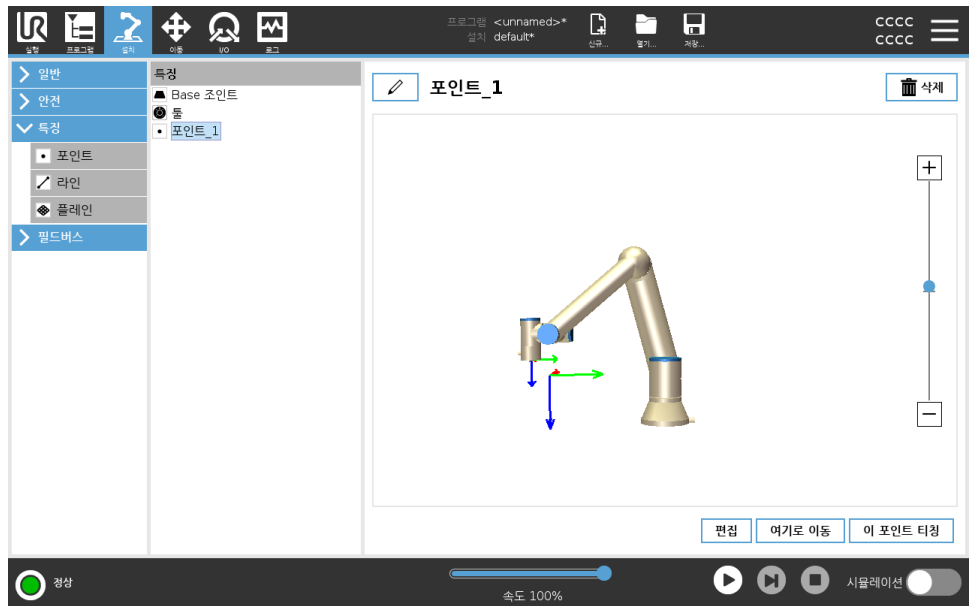 UR
실행
프로그램
설치
이동
I/O
로그
프로그램 <unnamed>*
설치 default*
신규...
열기...
저장...
CCCC
CCCC
일반
안전
특징
포인트
라인
플레인
필드버스
특징
Base 조인트
툴
포인트_1
포인트_1
삭제
편집
여기로 이동
이 포인트 티칭
정상
속도 100%
시뮬레이션